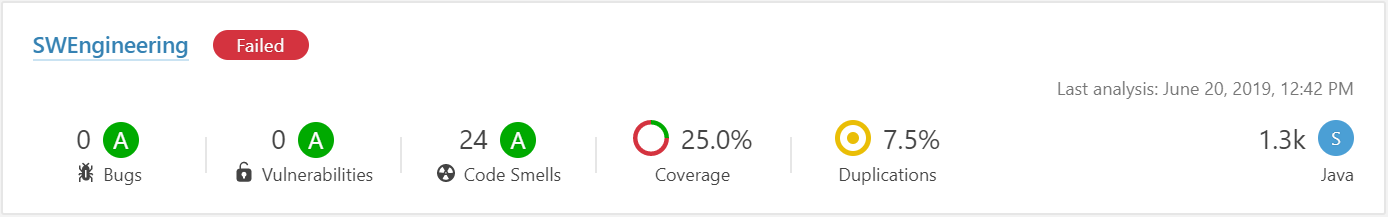 SWEngineering Failed
Last analysis: June 20, 2019, 12:42 PM
0 A 0 A 24 A 25.0% 7.5% 1.3k S
Bugs Vulnerabilities Code Smells Coverage Duplications Java